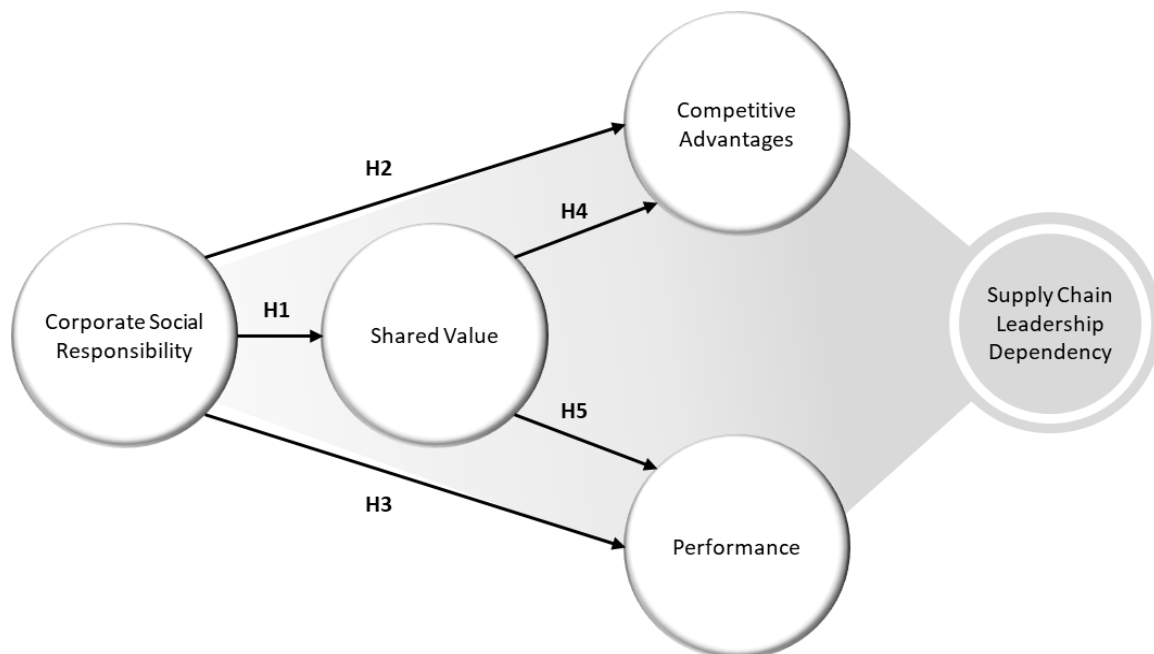 Competitive
Advantages
H2
H4
Corporate Social
Responsibility
H1
Shared Value
Supply Chain
Leadership
Dependency
H5
H3
Performance